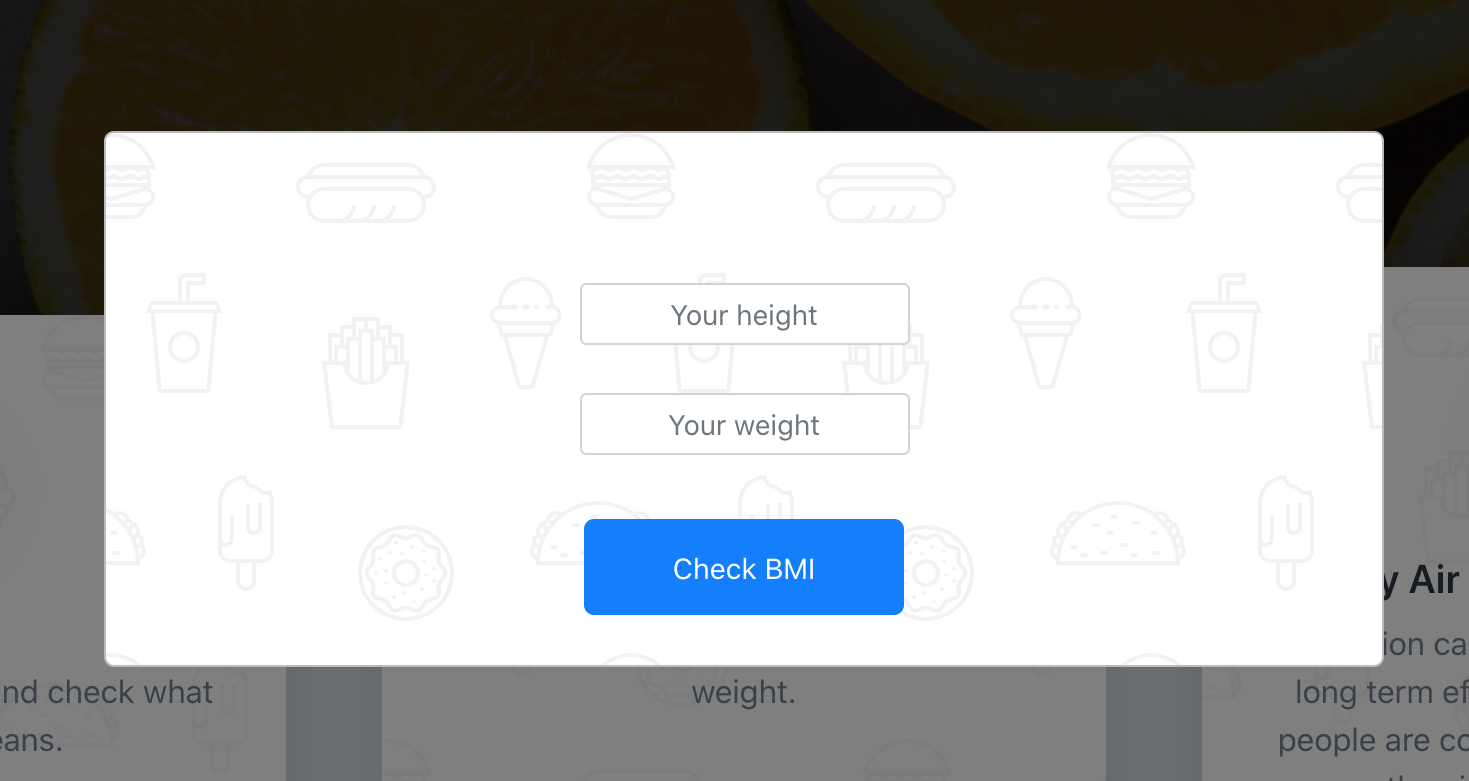 Your height
Your weight
Check BMI
y Air
ion ca
nd check what
weight.
long term ef
eans.
people are co